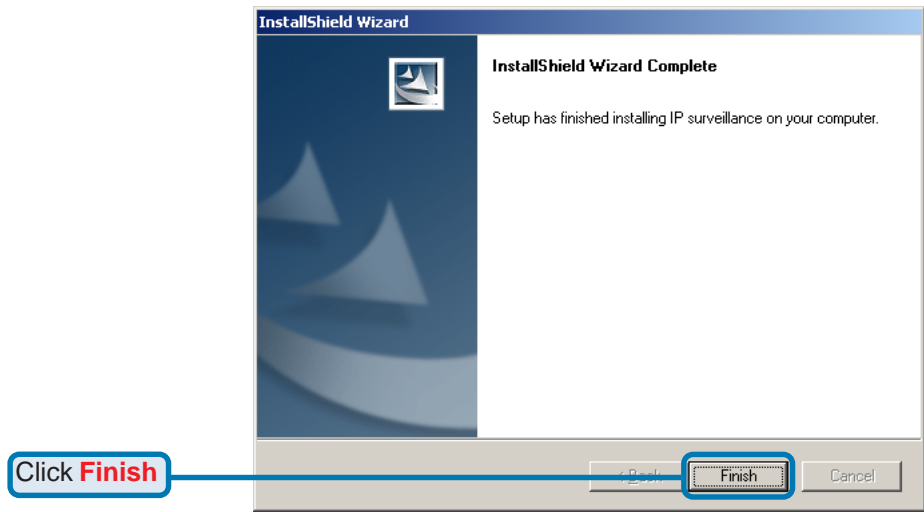 InstallShield Wizard
InstallShield Wizard Complete
Setup has finished installing IP surveillance on your computer.
Click Finish
< Back
Finish
Cancel